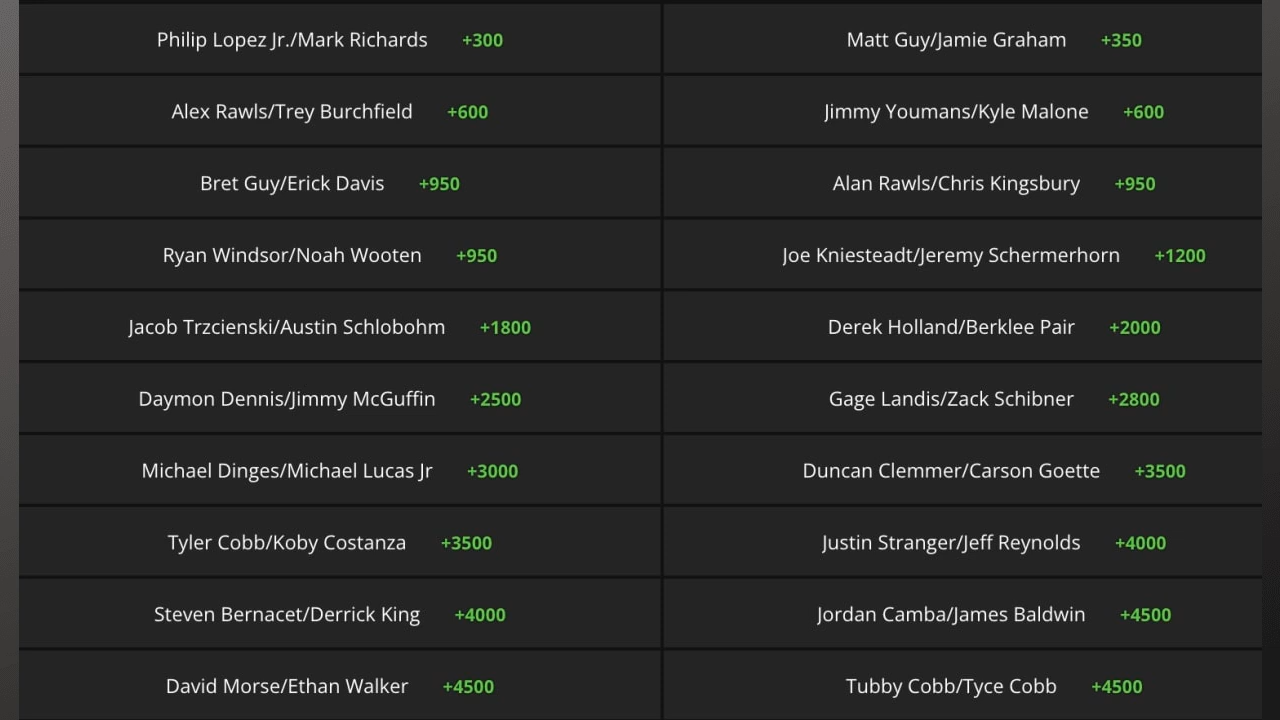 Philip Lopez Jr./Mark Richards +300 Matt Guy/Jamie Graham +350
Alex Rawls/Trey Burchfield +600 Jimmy Youmans/Kyle Malone +600
Bret Guy/Erick Davis +950 Alan Rawls/Chris Kingsbury +950
Ryan Windsor/Noah Wooten +950 Joe Kniesteadt/Jeremy Schermerhorn +1200
Jacob Trzcienski/Austin Schlobohm +1800 Derek Holland/Berklee Pair +2000
Daymon Dennis/Jimmy McGuffin +2500 Gage Landis/Zack Schibner +2800
Michael Dinges/Michael Lucas Jr +3000 Duncan Clemmer/Carson Goette +3500
Tyler Cobb/Koby Costanza +3500 Justin Stranger/Jeff Reynolds +4000
Steven Bernacet/Derrick King +4000 Jordan Camba/James Baldwin +4500
David Morse/Ethan Walker +4500 Tubby Cobb/Tyce Cobb +4500